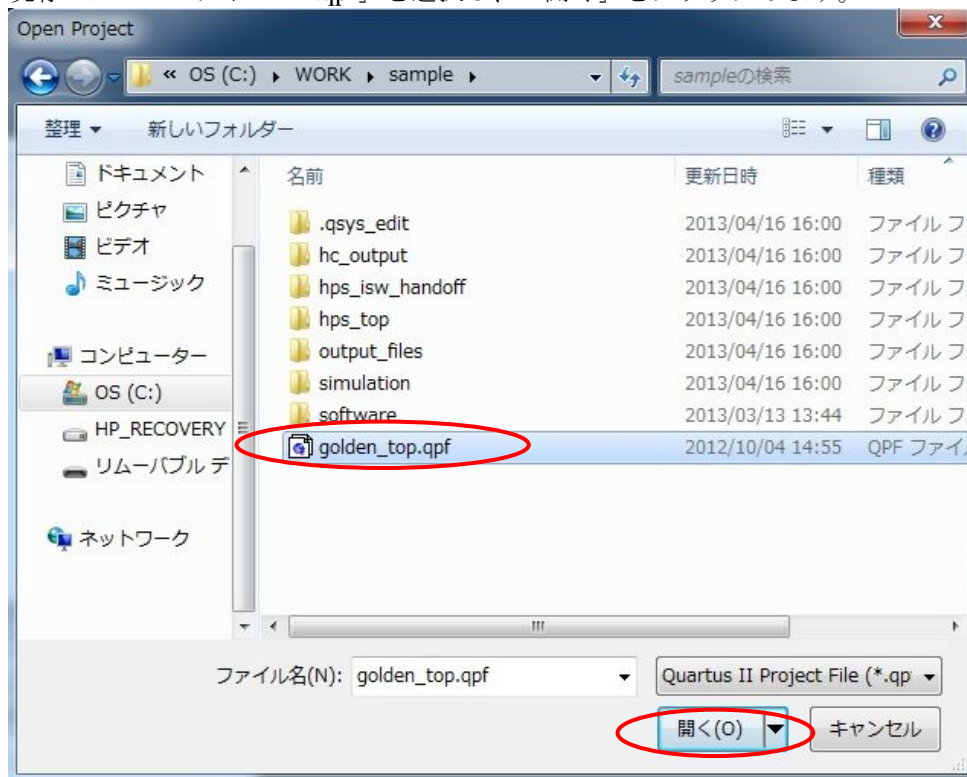 Open Project
« OS (C:) ▸ WORK ▸ sample ▸
sampleの検索
整理 ▼ 新しいフォルダー
名前 更新日時 種類
ドキュメント
ピクチャ
ビデオ
ミュージック
コンピューター
OS (C:)
HP_RECOVERY
リムーバブル デ
ネットワーク
.qsys_edit 2013/04/16 16:00 ファイル フ
hc_output 2013/04/16 16:00 ファイル フ
hps_isw_handoff 2013/04/16 16:00 ファイル フ
hps_top 2013/04/16 16:00 ファイル フ
output_files 2013/04/16 16:00 ファイル フ
simulation 2013/04/16 16:00 ファイル フ
software 2013/03/13 13:44 ファイル フ
golden_top.qpf 2012/10/04 14:55 QPF ファイル
ファイル名(N): golden_top.qpf
Quartus II Project File (*.qp
開く(O) キャンセル